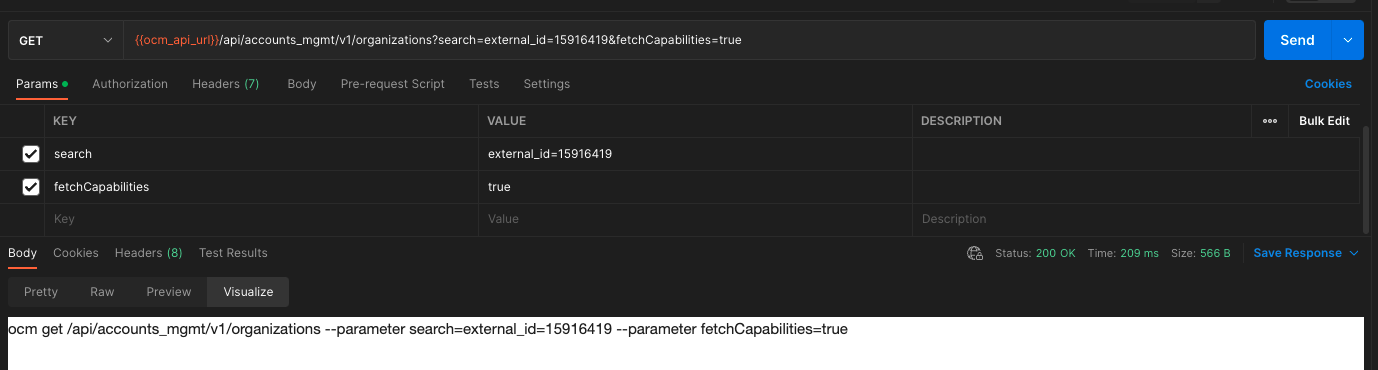 GET {{ocm_api_url}}/api/accounts_mgmt/v1/organizations?search=external_id=15916419&fetchCapabilities=true Send
Params Authorization Headers (7) Body Pre-request Script Tests Settings Cookies
KEY VALUE DESCRIPTION Bulk Edit
search external_id=15916419
fetchCapabilities true
Key Value Description
Body Cookies Headers (8) Test Results Status: 200 OK Time: 209 ms Size: 566 B Save Response
Pretty Raw Preview Visualize
ocm get /api/accounts_mgmt/v1/organizations --parameter search=external_id=15916419 --parameter fetchCapabilities=true